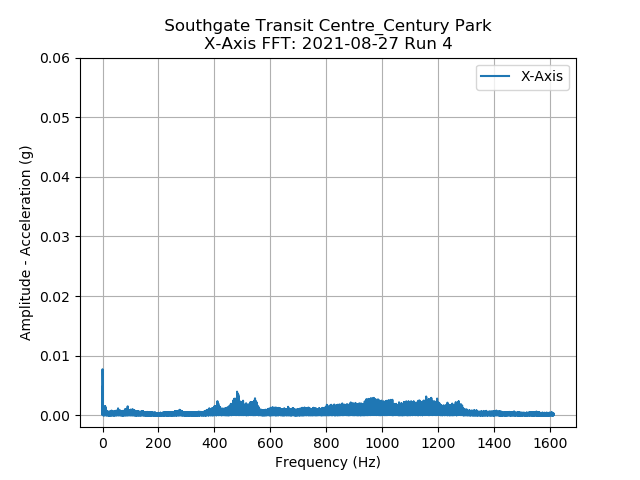 Southgate Transit Centre_Century Park
X-Axis FFT: 2021-08-27 Run 4
X-Axis
0.06
0.05
0.04
0.03
0.02
0.01
0.00
Amplitude - Acceleration (g)
0 200 400 600 800 1000 1200 1400 1600
Frequency (Hz)